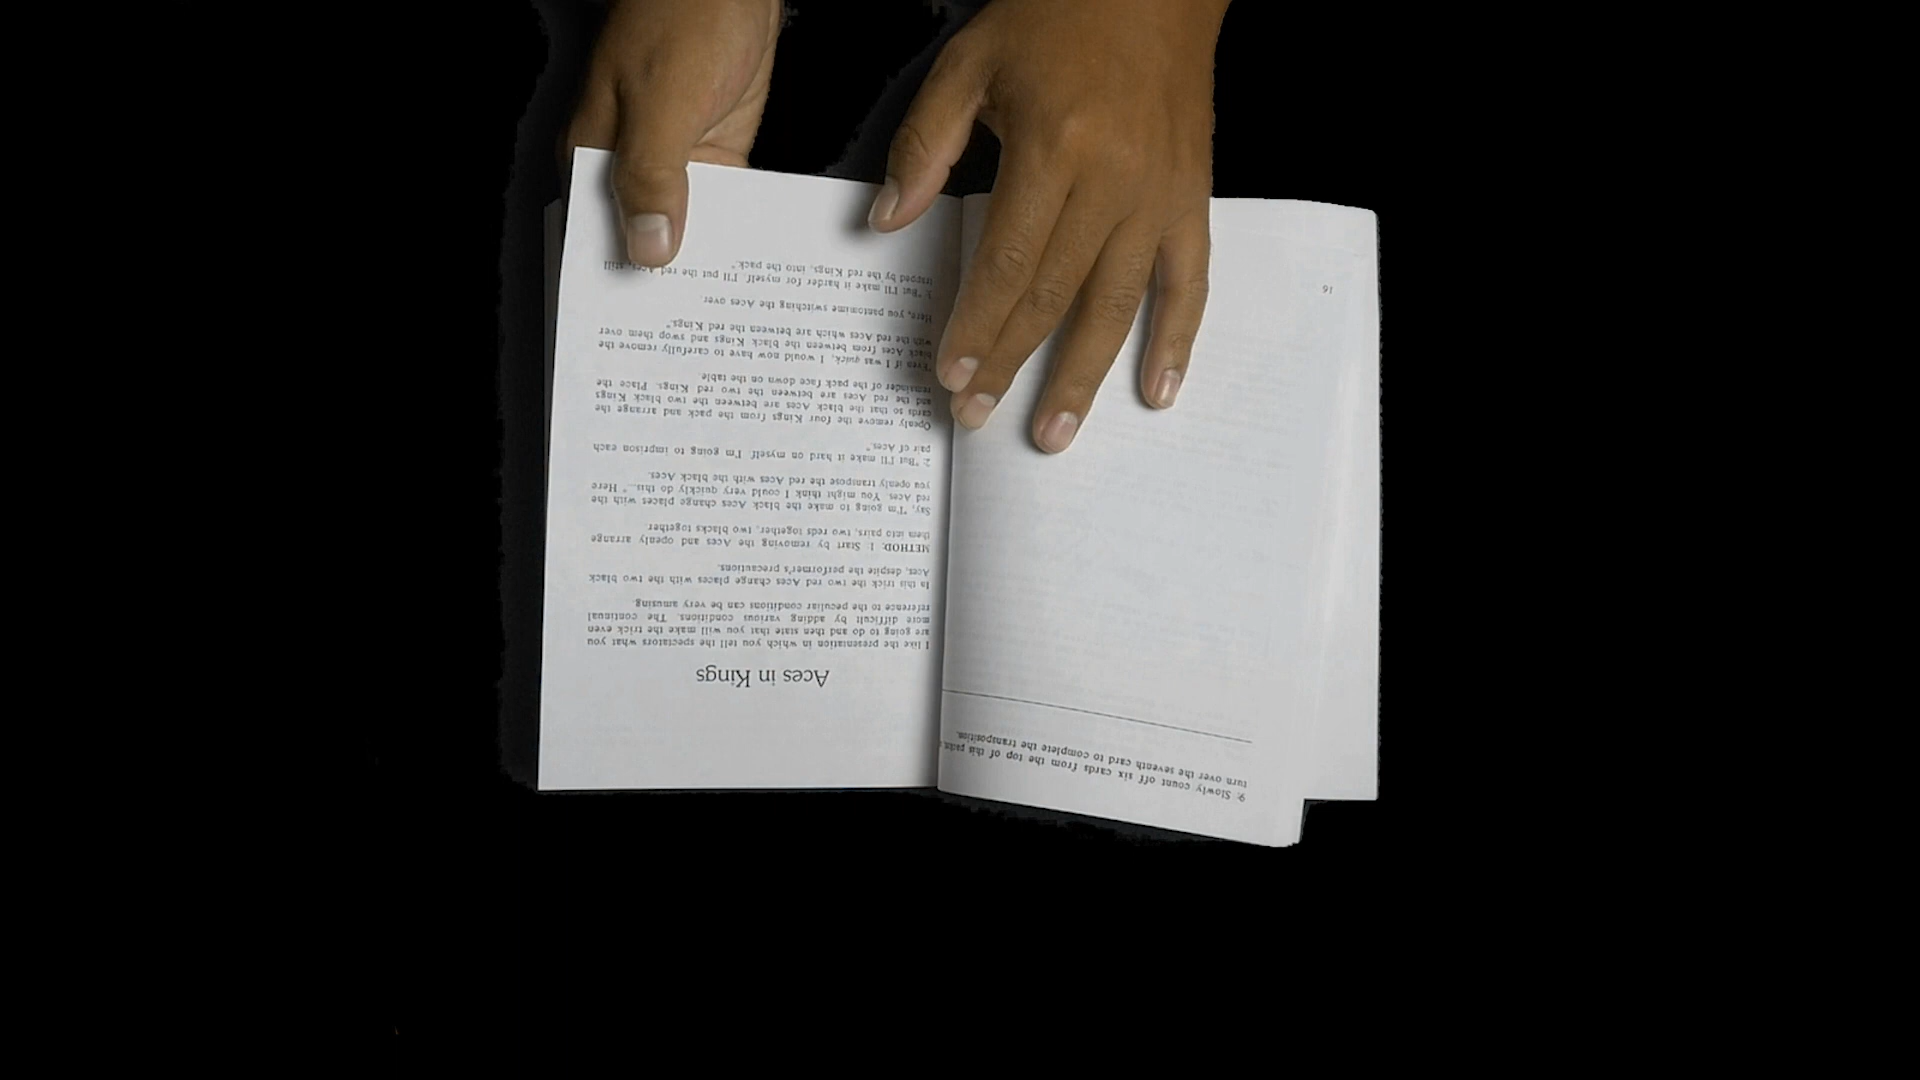 9. Slowly count off six cards from the top of this packet,
turn over the seventh card to complete the transposition.
16
Aces in Kings
I like the presentation in which you tell the spectators what you
are going to do and then state that you will make the trick even
more difficult by adding various conditions. The continual
reference to the peculiar conditions can be very amusing.
In this trick the two red Aces change places with the two black
Aces, despite the performer's precautions.
METHOD: 1 Start by removing the Aces and openly arrange
them into pairs, two reds together, two blacks together.
Say, "I'm going to make the black Aces change places with the
red Aces. You might think I could very quickly do this..." Here
you openly transpose the red Aces with the black Aces.
2: "But I'll make it hard on myself. I'm going to imprison each
pair of Aces."
Openly remove the four Kings from the pack and arrange the
cards so that the black Aces are between the two black Kings
and the red Aces are between the two red Kings. Place the
remainder of the pack face down on the table.
"Even if I was quick, I would now have to carefully remove the
black Aces from between the black Kings and swop them over
with the red Aces which are between the red Kings."
Here, you pantomime switching the Aces over.
3: "But I'll make it harder for myself. I'll put the red Aces, still
trapped by the red Kings, into the pack."